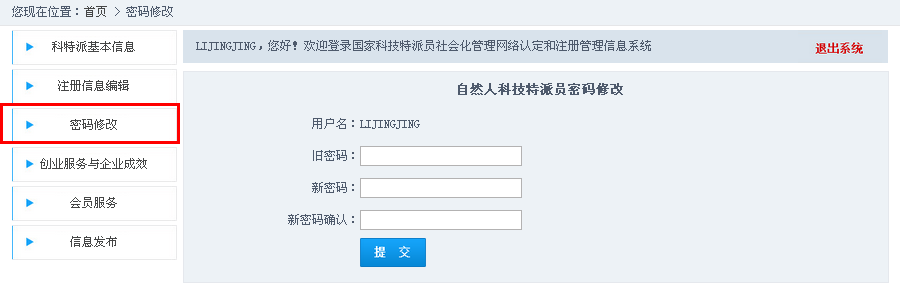 您现在位置：首页 > 密码修改
科特派基本信息
注册信息编辑
密码修改
创业服务与企业成效
会员服务
信息发布
LIJINGJING，您好！欢迎登录国家科技特派员社会化管理网络认定和注册管理信息系统
退出系统
自然人科技特派员密码修改
用户名：LIJINGJING
旧密码：
新密码：
新密码确认：
提 交